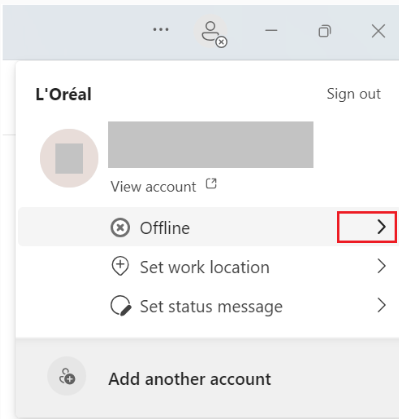 L'Oréal
Sign out
View account
Offline
Set work location
Set status message
Add another account